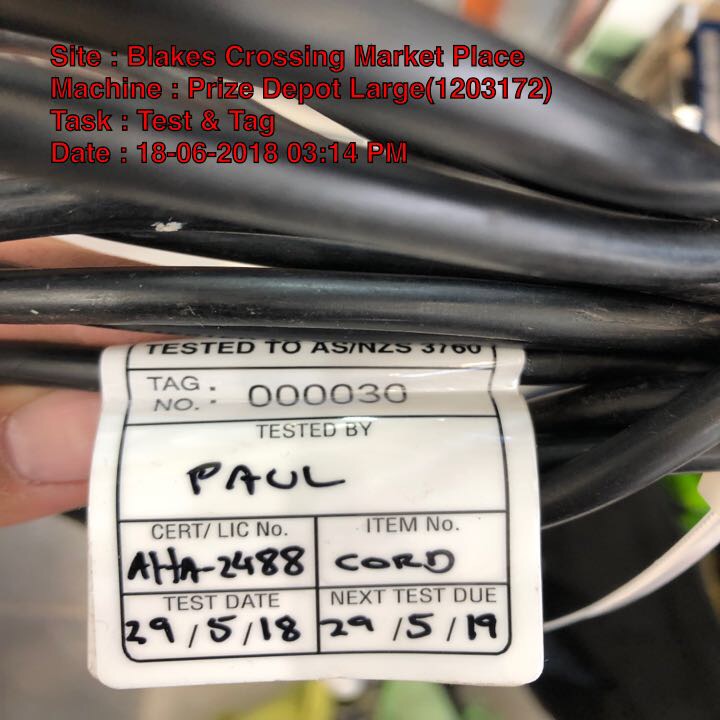 Site : Blakes Crossing Market Place
Machine : Prize Depot Large(1203172)
Task : Test & Tag
Date : 18-06-2018 03:14 PM
TESTED TO AS/NZS 3760
TAG NO. : 000030
TESTED BY
PAUL
CERT/ LIC No. ITEM No.
AHA-2488 CORD
TEST DATE NEXT TEST DUE
29/5/18 29/5/19